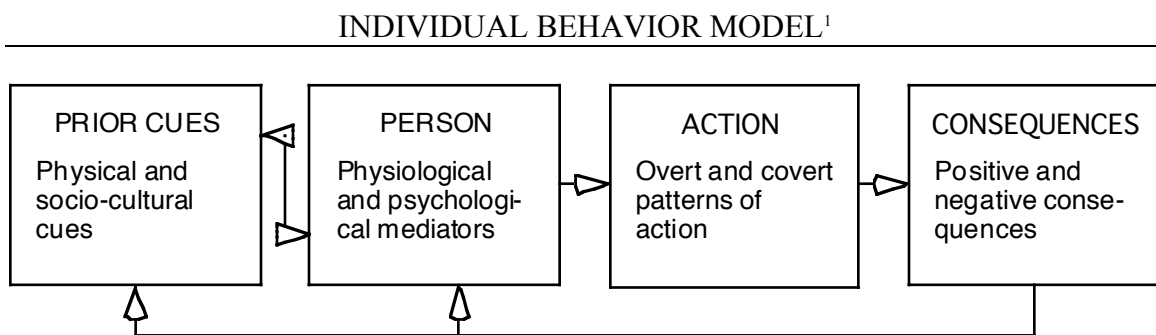 INDIVIDUAL BEHAVIOR MODEL¹
PRIOR CUES
Physical and
socio-cultural
cues
PERSON
Physiological
and psychologi-
cal mediators
ACTION
Overt and covert
patterns of
action
CONSEQUENCES
Positive and
negative conse-
quences